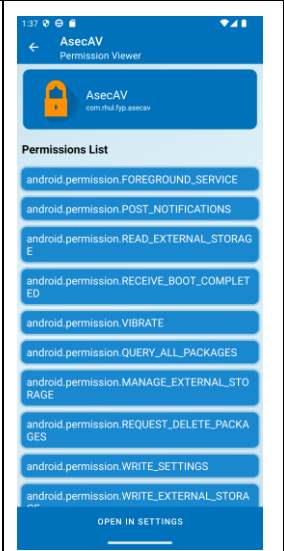 1:37
AsecAV
Permission Viewer
AsecAV
com.rhul.fyp.asecav
Permissions List
android.permission.FOREGROUND_SERVICE
android.permission.POST_NOTIFICATIONS
android.permission.READ_EXTERNAL_STORAG
E
android.permission.RECEIVE_BOOT_COMPLET
ED
android.permission.VIBRATE
android.permission.QUERY_ALL_PACKAGES
android.permission.MANAGE_EXTERNAL_STO
RAGE
android.permission.REQUEST_DELETE_PACKA
GES
android.permission.WRITE_SETTINGS
android.permission.WRITE_EXTERNAL_STORA
OPEN IN SETTINGS